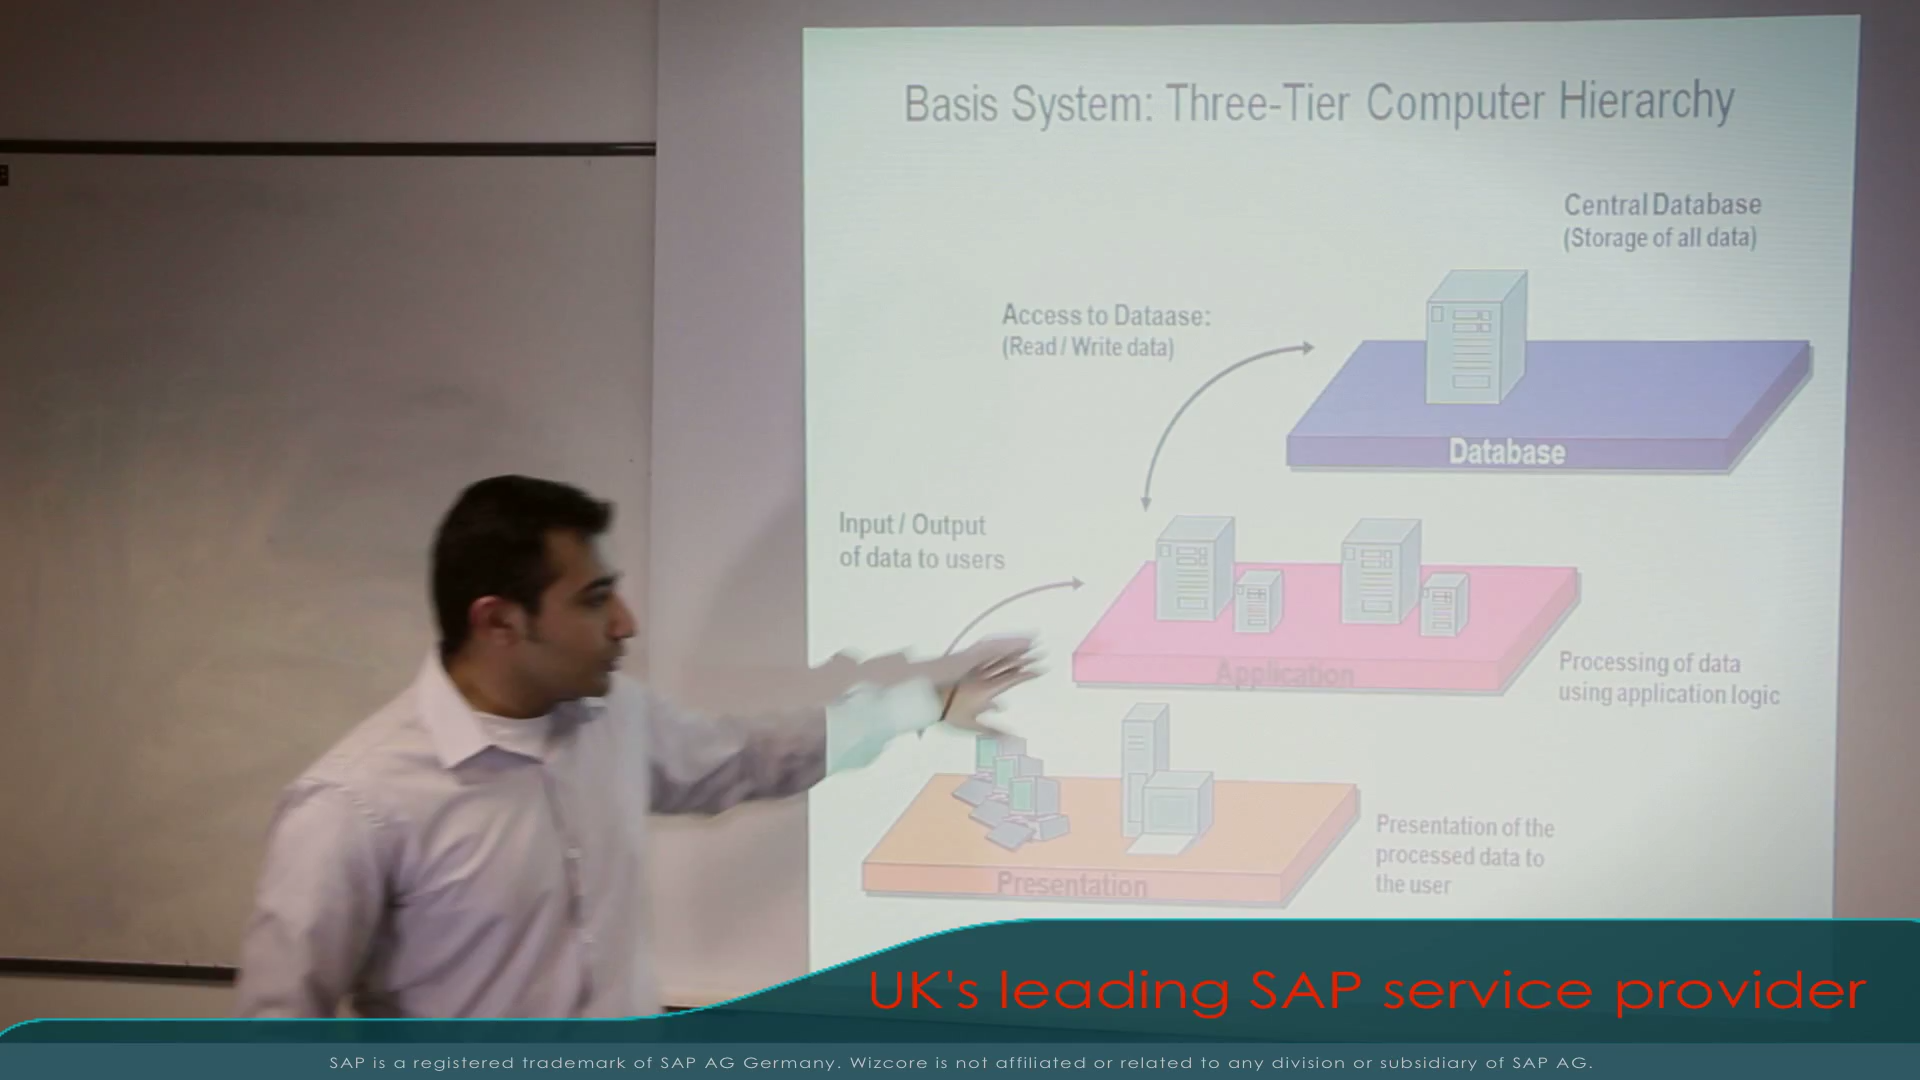 Basis System: Three-Tier Computer Hierarchy
Central Database
(Storage of all data)
Access to Dataase:
(Read / Write data)
Database
Input / Output
of data to users
Application
Processing of data
using application logic
Presentation
Presentation of the
processed data to
the user
UK's leading SAP service provider
SAP is a registered trademark of SAP AG Germany. Wizcore is not affiliated or related to any division or subsidiary of SAP AG.